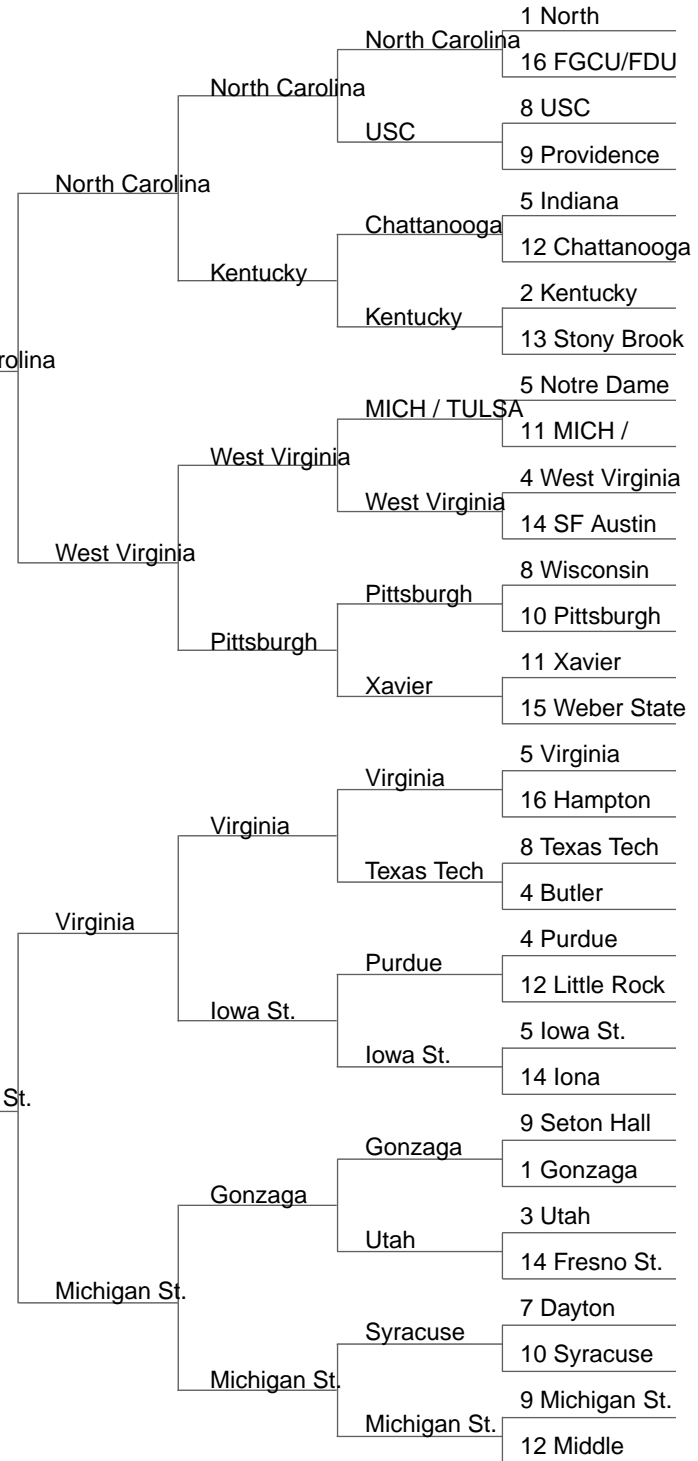 1 North
North Carolina
16 FGCU/FDU
North Carolina
8 USC
USC
9 Providence
North Carolina
5 Indiana
Chattanooga
12 Chattanooga
Kentucky
2 Kentucky
Kentucky
13 Stony Brook
rolina
5 Notre Dame
MICH / TULSA
11 MICH /
West Virginia
4 West Virginia
West Virginia
14 SF Austin
West Virginia
8 Wisconsin
Pittsburgh
10 Pittsburgh
Pittsburgh
11 Xavier
Xavier
15 Weber State
5 Virginia
Virginia
16 Hampton
Virginia
8 Texas Tech
Texas Tech
4 Butler
Virginia
4 Purdue
Purdue
12 Little Rock
Iowa St.
5 Iowa St.
Iowa St.
14 Iona
St.
9 Seton Hall
Gonzaga
1 Gonzaga
Gonzaga
3 Utah
Utah
14 Fresno St.
Michigan St.
7 Dayton
Syracuse
10 Syracuse
Michigan St.
9 Michigan St.
Michigan St.
12 Middle